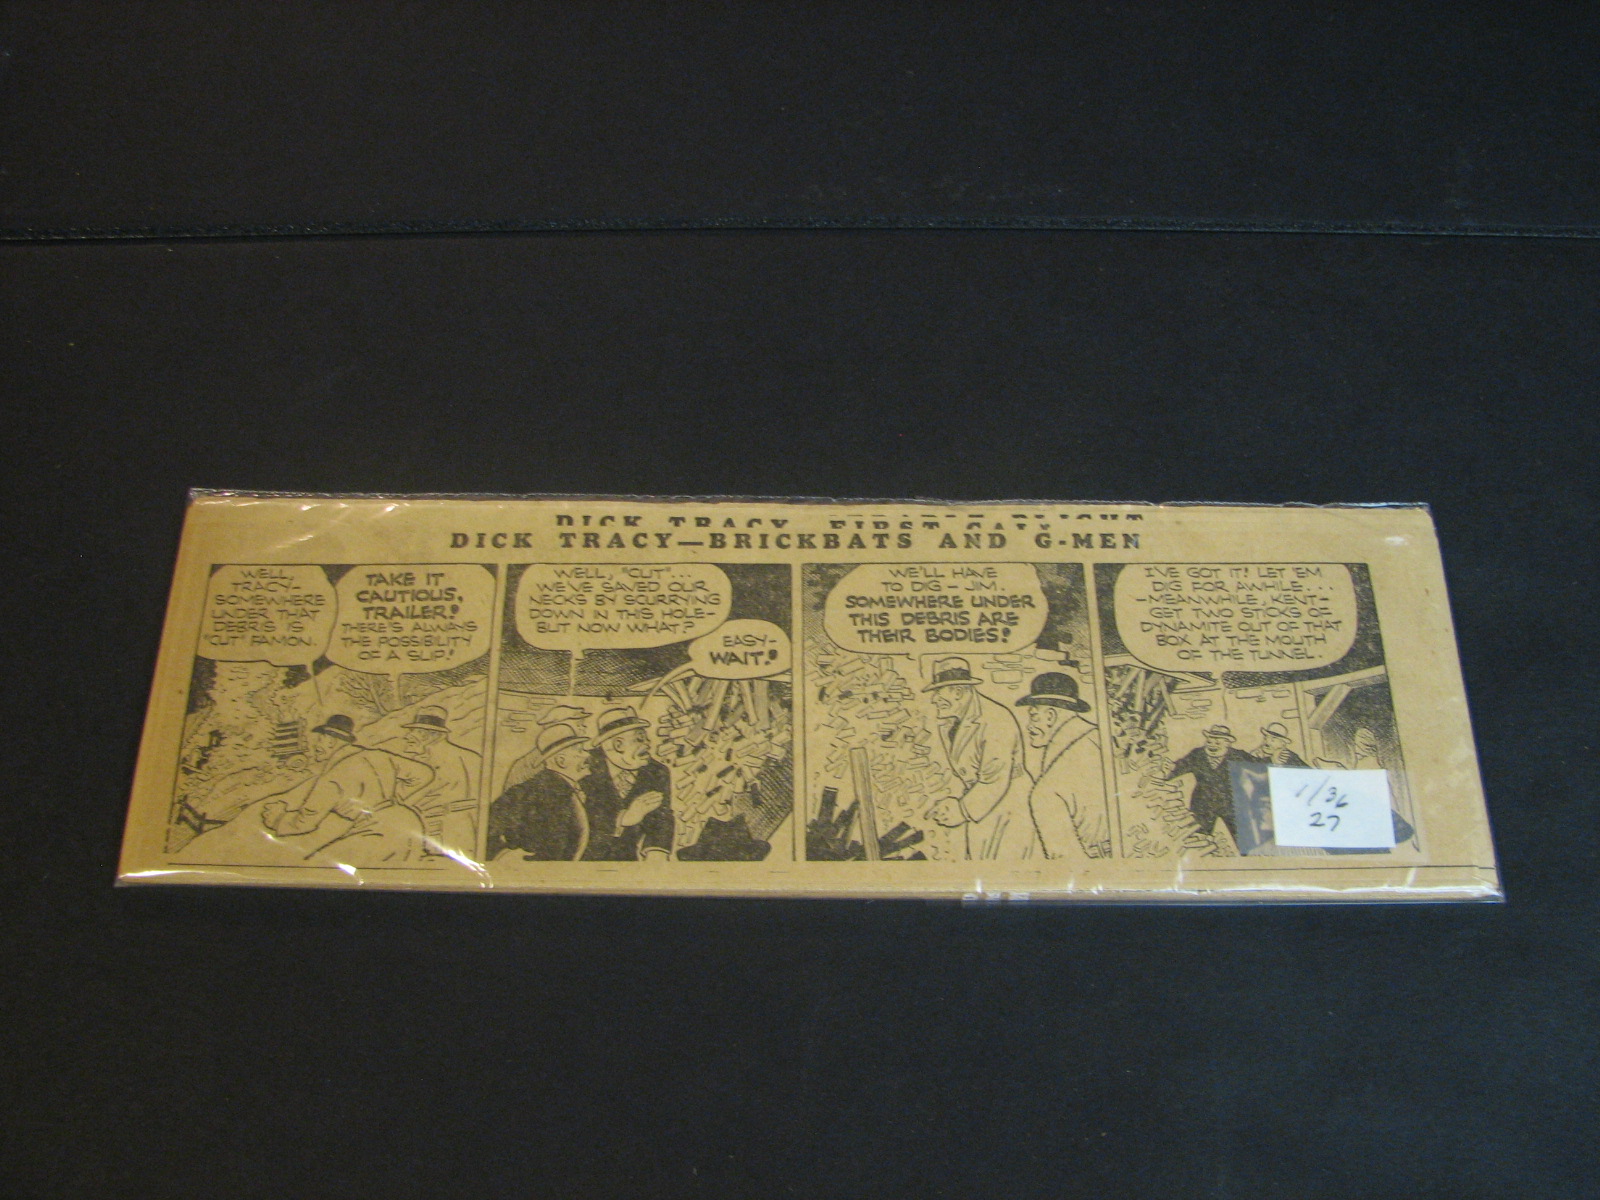 DICK TRACY—BRICKBATS AND G-MEN
WELL,
TRACY-
SOMEWHERE
UNDER THAT
DEBRIS IS
"CUT" FAMON.
TAKE IT
CAUTIOUS,
TRAILER!
THERE'S ALWAYS
THE POSSIBILITY
OF A SLIP!
WELL, "CUT"...
WE'VE SAVED OUR
NECKS BY SCURRYING
DOWN IN THIS HOLE-
BUT NOW WHAT?
EASY-
WAIT!
WE'LL HAVE
TO DIG - JIM.
SOMEWHERE UNDER
THIS DEBRIS ARE
THEIR BODIES!
I'VE GOT IT! LET 'EM
DIG FOR AWHILE....
-MEANWHILE, KENT-
GET TWO STICKS OF
DYNAMITE OUT OF THAT
BOX AT THE MOUTH
OF THE TUNNEL.
1/36
27